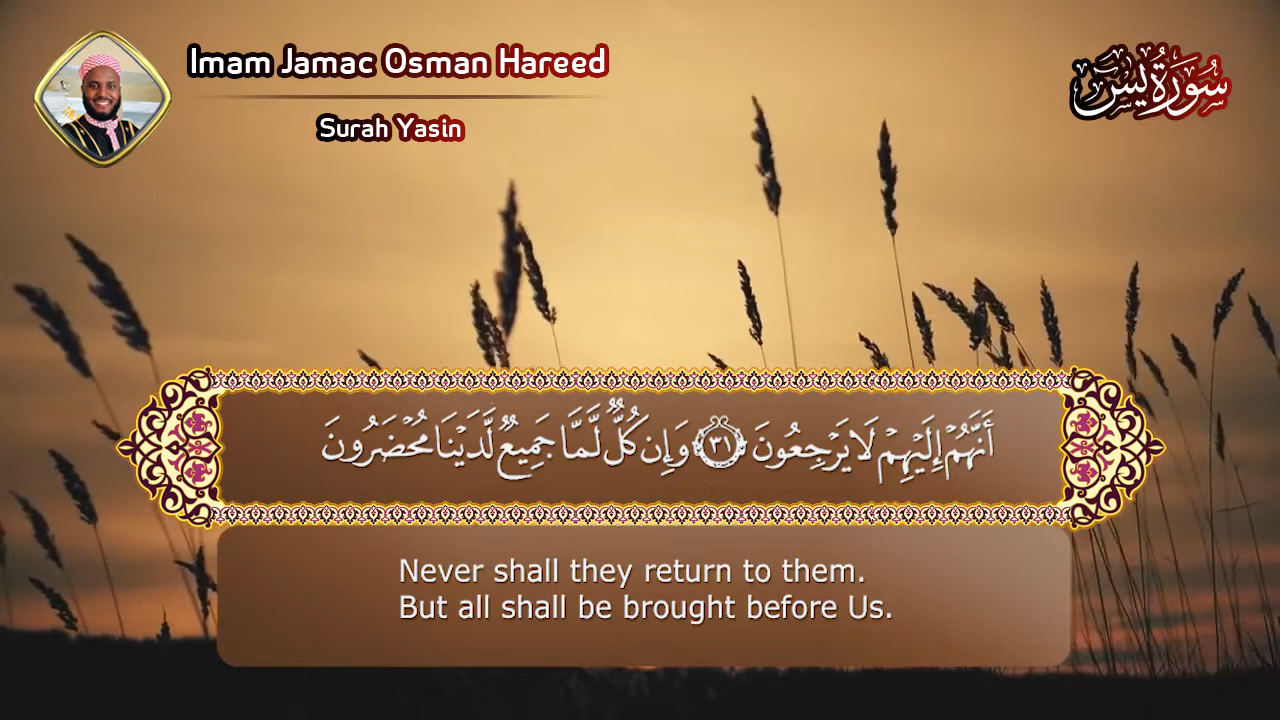 Imam Jamac Osman Hareed
سُورَةُ يسٓ
Surah Yasin
أَنَّهُمْ إِلَيْهِمْ لَا يَرْجِعُونَ ٣١ وَإِن كُلٌّ لَّمَّا جَمِيعٌ لَّدَيْنَا مُحْضَرُونَ
Never shall they return to them.
But all shall be brought before Us.